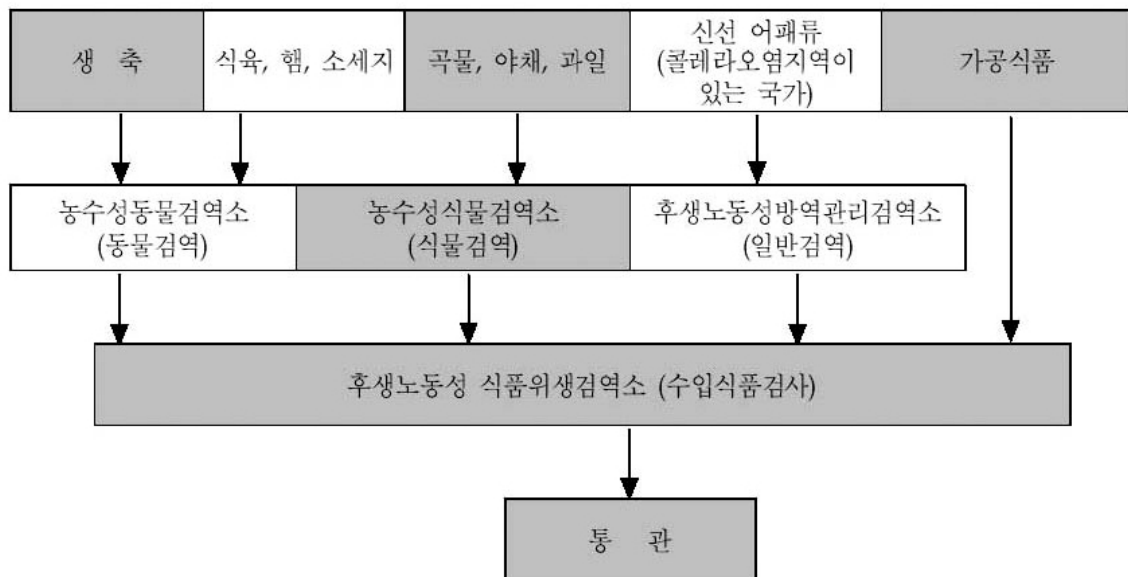 생 축
식육, 햄, 소세지
곡물, 야채, 과일
신선 어패류
(콜레라오염지역이
있는 국가)
가공식품
농수성동물검역소
(동물검역)
농수성식물검역소
(식물검역)
후생노동성방역관리검역소
(일반검역)
후생노동성 식품위생검역소 (수입식품검사)
통 관